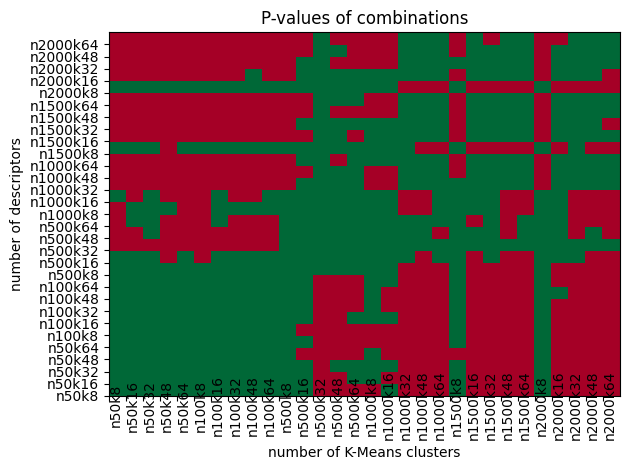 P-values of combinations
number of descriptors
n2000k64
n2000k48
n2000k32
n2000k16
n2000k8
n1500k64
n1500k48
n1500k32
n1500k16
n1500k8
n1000k64
n1000k48
n1000k32
n1000k16
n1000k8
n500k64
n500k48
n500k32
n500k16
n500k8
n100k64
n100k48
n100k32
n100k16
n100k8
n50k64
n50k48
n50k32
n50k16
n50k8
n50k8
n50k16
n50k32
n50k48
n50k64
n100k8
n100k16
n100k32
n100k48
n100k64
n500k8
n500k16
n500k32
n500k48
n500k64
n1000k8
n1000k16
n1000k32
n1000k48
n1000k64
n1500k8
n1500k16
n1500k32
n1500k48
n1500k64
n2000k8
n2000k16
n2000k32
n2000k48
n2000k64
number of K-Means clusters